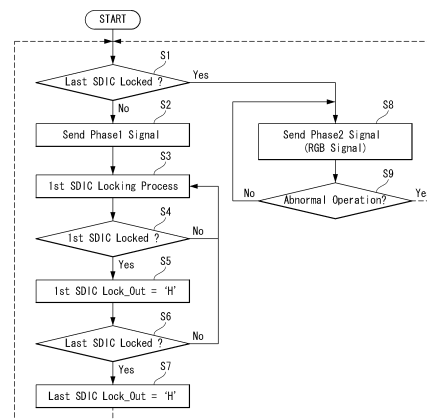 START
S1
Last SDIC Locked ?
Yes
No
S2
Send Phase1 Signal
S3
1st SDIC Locking Process
S4
1st SDIC Locked ?
No
Yes
S5
1st SDIC Lock_Out = 'H'
S6
Last SDIC Locked ?
No
Yes
S7
Last SDIC Lock_Out = 'H'
S8
Send Phase2 Signal
(RGB Signal)
S9
No
Abnormal Operation?
Ye